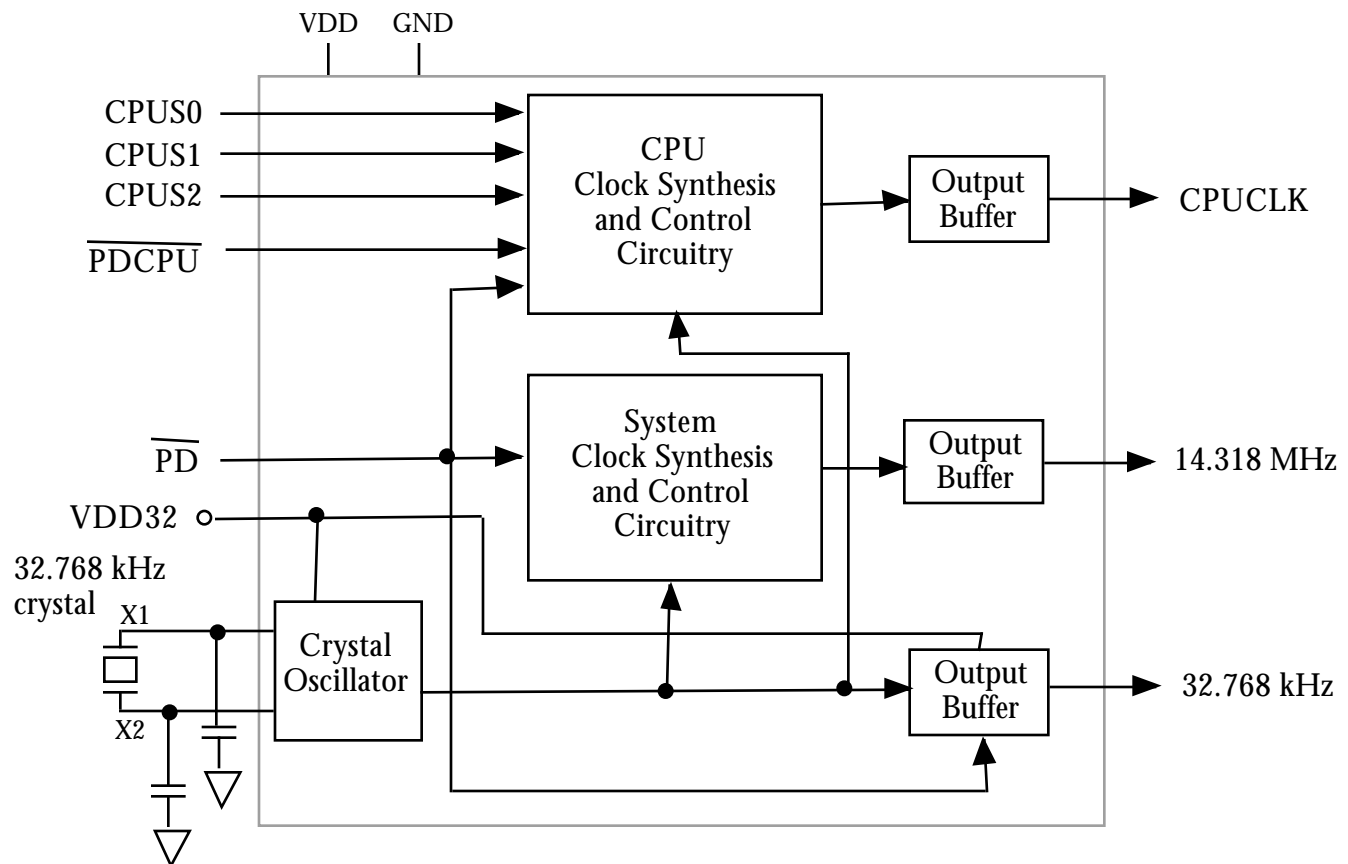 VDD GND
CPUS0
CPUS1
CPUS2
PDCPU
CPU
Clock Synthesis
and Control
Circuitry
Output
Buffer
CPUCLK
PD
System
Clock Synthesis
and Control
Circuitry
Output
Buffer
14.318 MHz
VDD32
32.768 kHz
crystal
X1
X2
Crystal
Oscillator
Output
Buffer
32.768 kHz